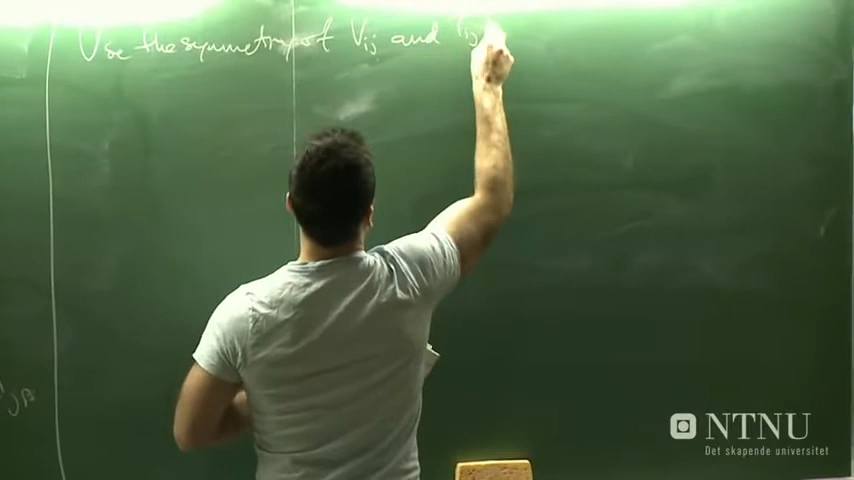 Use the symmetry of Vij and
NTNU
Det skapende universitet